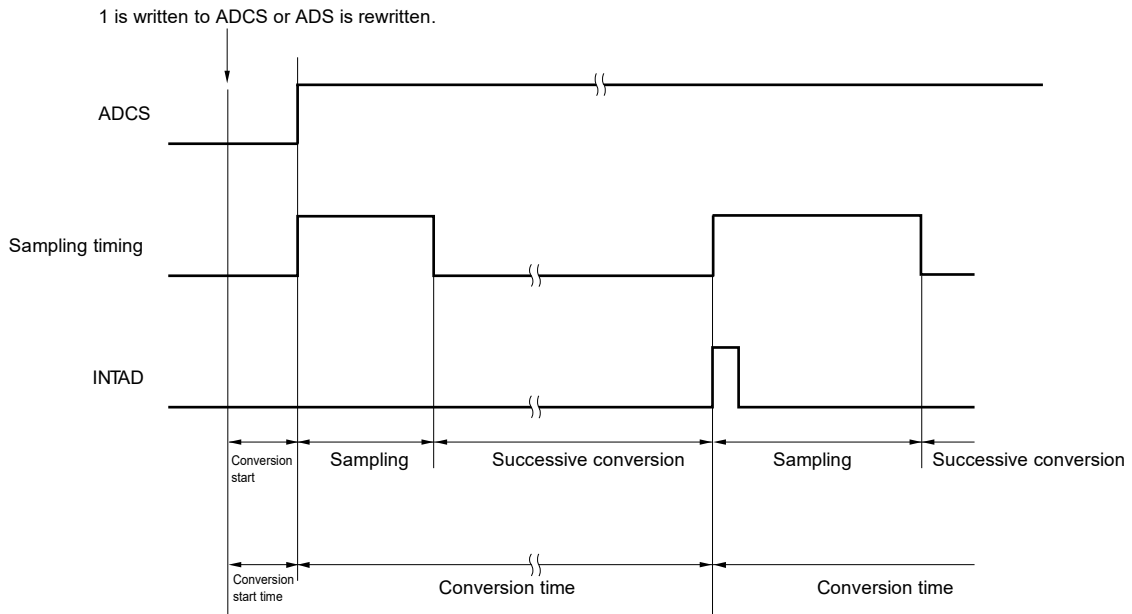 1 is written to ADCS or ADS is rewritten.
ADCS
Sampling timing
INTAD
Conversion
start
Sampling
Successive conversion
Sampling
Successive conversion
Conversion
start time
Conversion time
Conversion time